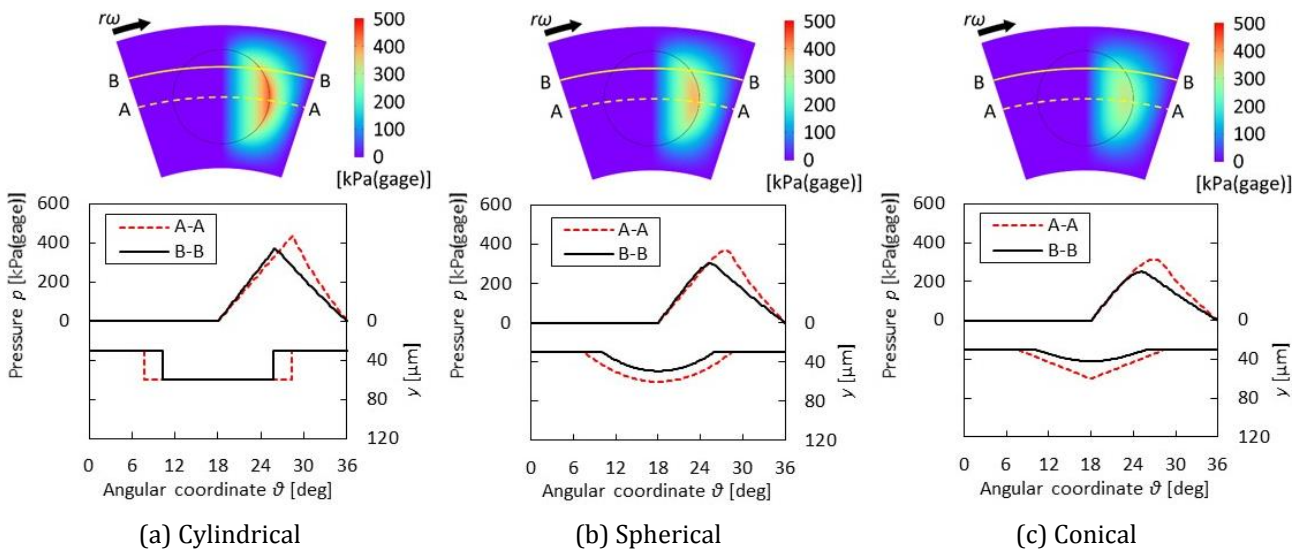 rω
500
400
300
200
100
0
[kPa(gage)]
B
B
A
A
600
400
200
0
Pressure p [kPa(gage)]
A-A
B-B
0
40
80
120
y [μm]
0 6 12 18 24 30 36
Angular coordinate ϑ [deg]
(a) Cylindrical
rω
500
400
300
200
100
0
[kPa(gage)]
B
B
A
A
600
400
200
0
Pressure p [kPa(gage)]
A-A
B-B
0
40
80
120
y [μm]
0 6 12 18 24 30 36
Angular coordinate ϑ [deg]
(b) Spherical
rω
500
400
300
200
100
0
[kPa(gage)]
B
B
A
A
600
400
200
0
Pressure p [kPa(gage)]
A-A
B-B
0
40
80
120
y [μm]
0 6 12 18 24 30 36
Angular coordinate ϑ [deg]
(c) Conical